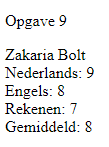 Opgave 9
Zakaria Bolt
Nederlands: 9
Engels: 8
Rekenen: 7
Gemiddeld: 8